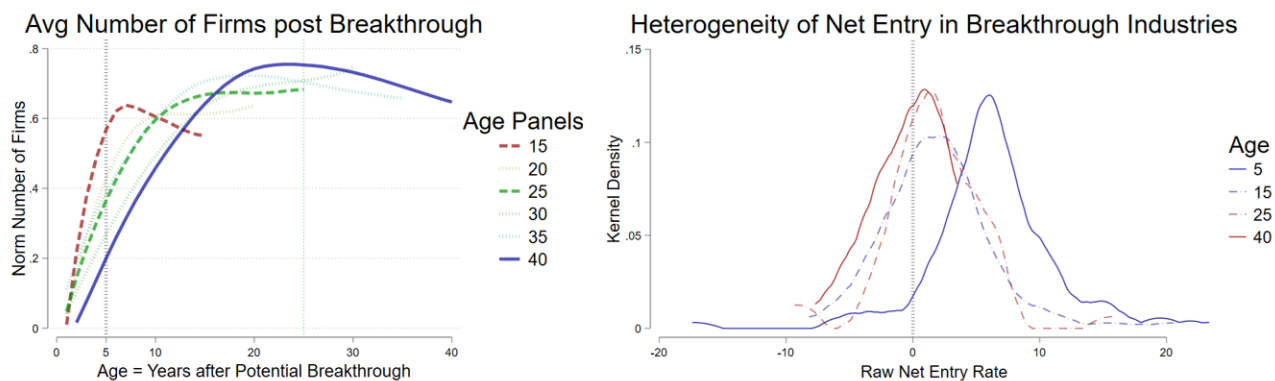 Avg Number of Firms post Breakthrough
.8
.6
.4
.2
0
Norm Number of Firms
0 5 10 20 30 40
Age = Years after Potential Breakthrough
Age Panels
15
20
25
30
35
40
Heterogeneity of Net Entry in Breakthrough Industries
.15
.1
.05
0
Kernel Density
-20 -10 0 10 20
Raw Net Entry Rate
Age
5
15
25
40